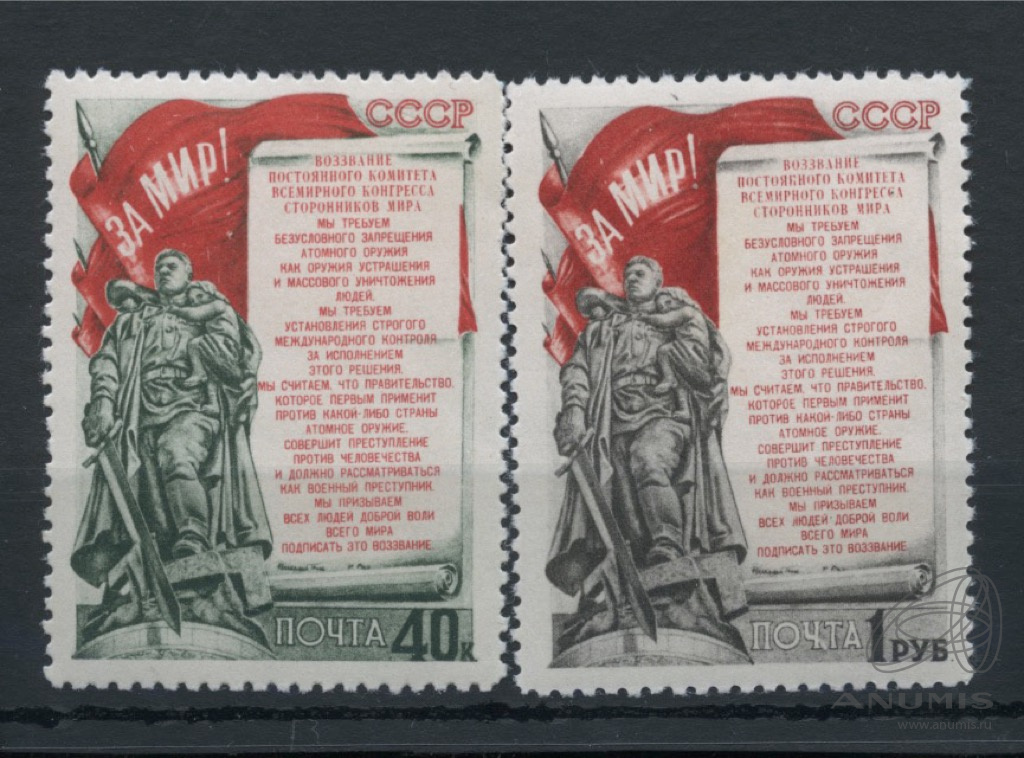 СССР
ЗА МИР!
ВОЗЗВАНИЕ
ПОСТОЯННОГО КОМИТЕТА
ВСЕМИРНОГО КОНГРЕССА
СТОРОННИКОВ МИРА
МЫ ТРЕБУЕМ
БЕЗУСЛОВНОГО ЗАПРЕЩЕНИЯ
АТОМНОГО ОРУЖИЯ
КАК ОРУЖИЯ УСТРАШЕНИЯ
И МАССОВОГО УНИЧТОЖЕНИЯ
ЛЮДЕЙ.
МЫ ТРЕБУЕМ
УСТАНОВЛЕНИЯ СТРОГОГО
МЕЖДУНАРОДНОГО КОНТРОЛЯ
ЗА ИСПОЛНЕНИЕМ
ЭТОГО РЕШЕНИЯ.
МЫ СЧИТАЕМ, ЧТО ПРАВИТЕЛЬСТВО,
КОТОРОЕ ПЕРВЫМ ПРИМЕНИТ
ПРОТИВ КАКОЙ-ЛИБО СТРАНЫ
АТОМНОЕ ОРУЖИЕ,
СОВЕРШИТ ПРЕСТУПЛЕНИЕ
ПРОТИВ ЧЕЛОВЕЧЕСТВА
И ДОЛЖНО РАССМАТРИВАТЬСЯ
КАК ВОЕННЫЙ ПРЕСТУПНИК.
МЫ ПРИЗЫВАЕМ
ВСЕХ ЛЮДЕЙ ДОБРОЙ ВОЛИ
ВСЕГО МИРА
ПОДПИСАТЬ ЭТО ВОЗЗВАНИЕ.
ПОЧТА 40К
СССР
ЗА МИР!
ВОЗЗВАНИЕ
ПОСТОЯННОГО КОМИТЕТА
ВСЕМИРНОГО КОНГРЕССА
СТОРОННИКОВ МИРА
МЫ ТРЕБУЕМ
БЕЗУСЛОВНОГО ЗАПРЕЩЕНИЯ
АТОМНОГО ОРУЖИЯ
КАК ОРУЖИЯ УСТРАШЕНИЯ
И МАССОВОГО УНИЧТОЖЕНИЯ
ЛЮДЕЙ.
МЫ ТРЕБУЕМ
УСТАНОВЛЕНИЯ СТРОГОГО
МЕЖДУНАРОДНОГО КОНТРОЛЯ
ЗА ИСПОЛНЕНИЕМ
ЭТОГО РЕШЕНИЯ.
МЫ СЧИТАЕМ, ЧТО ПРАВИТЕЛЬСТВО,
КОТОРОЕ ПЕРВЫМ ПРИМЕНИТ
ПРОТИВ КАКОЙ-ЛИБО СТРАНЫ
АТОМНОЕ ОРУЖИЕ,
СОВЕРШИТ ПРЕСТУПЛЕНИЕ
ПРОТИВ ЧЕЛОВЕЧЕСТВА
И ДОЛЖНО РАССМАТРИВАТЬСЯ
КАК ВОЕННЫЙ ПРЕСТУПНИК.
МЫ ПРИЗЫВАЕМ
ВСЕХ ЛЮДЕЙ ДОБРОЙ ВОЛИ
ВСЕГО МИРА
ПОДПИСАТЬ ЭТО ВОЗЗВАНИЕ.
ПОЧТА 1 РУБ
ANUMIS
www.anumis.ru